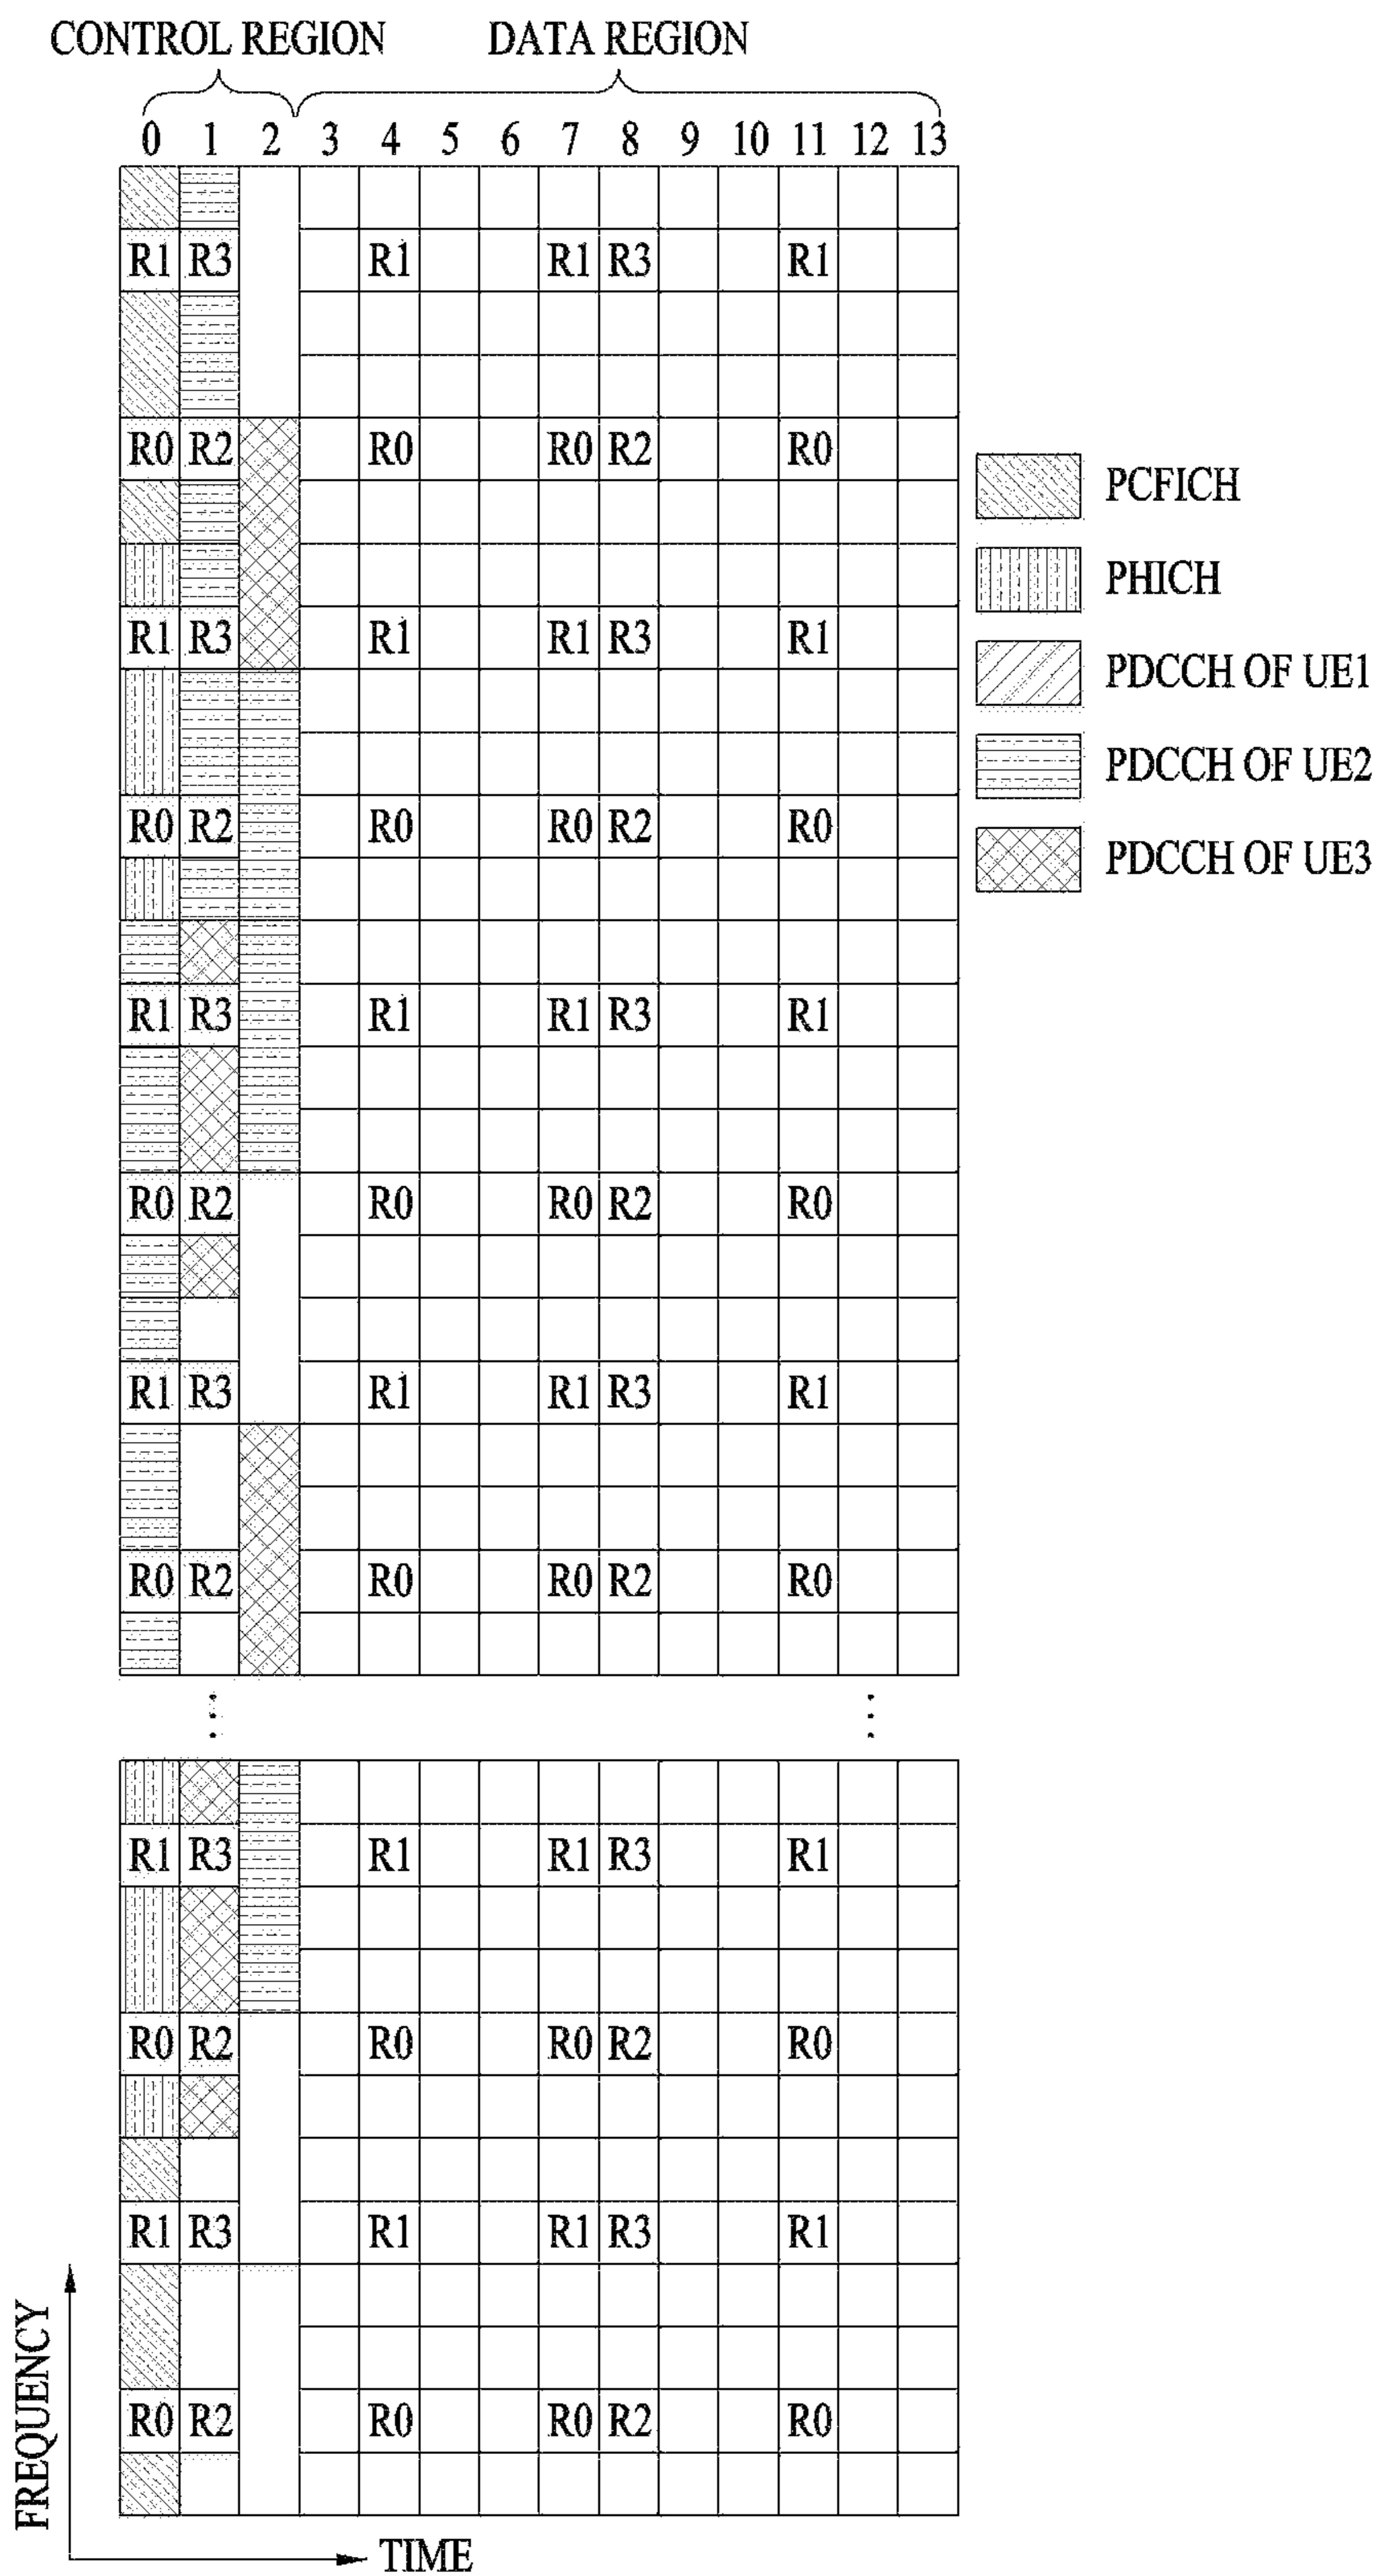 CONTROL REGION DATA REGION
0 1 2 3 4 5 6 7 8 9 10 11 12 13
R1 R3 R1 R1 R3 R1
R0 R2 R0 R0 R2 R0
PCFICH
PHICH
R1 R3 R1 R1 R3 R1
PDCCH OF UE1
PDCCH OF UE2
R0 R2 R0 R0 R2 R0
PDCCH OF UE3
R1 R3 R1 R1 R3 R1
R0 R2 R0 R0 R2 R0
R1 R3 R1 R1 R3 R1
R0 R2 R0 R0 R2 R0
R1 R3 R1 R1 R3 R1
R0 R2 R0 R0 R2 R0
R1 R3 R1 R1 R3 R1
R0 R2 R0 R0 R2 R0
FREQUENCY
TIME